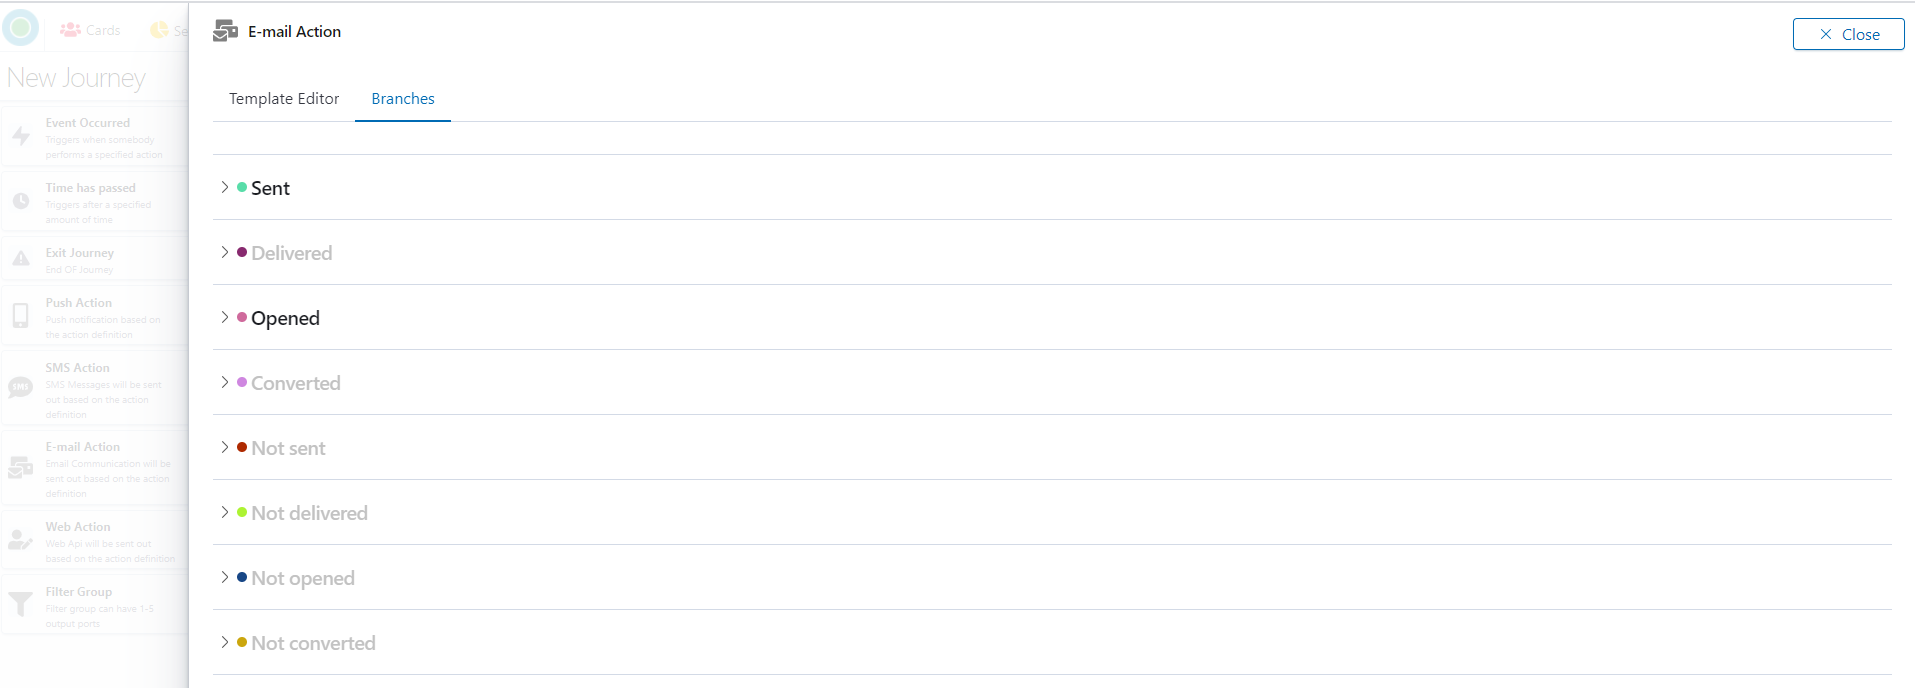 Cards
Se
E-mail Action
Close
New Journey
Template Editor
Branches
Event Occurred
Triggers when somebody
performs a specified action
Time has passed
Triggers after a specified
amount of time
Exit Journey
End OF Journey
Push Action
Push notification based on
the action definition
SMS Action
SMS
SMS Messages will be sent
out based on the action
definition
E-mail Action
Email Communication will be
sent out based on the action
definition
Web Action
Web Api will be sent out
based on the action definition
Filter Group
Filter group can have 1-5
output ports
Sent
Delivered
Opened
Converted
Not sent
Not delivered
Not opened
Not converted